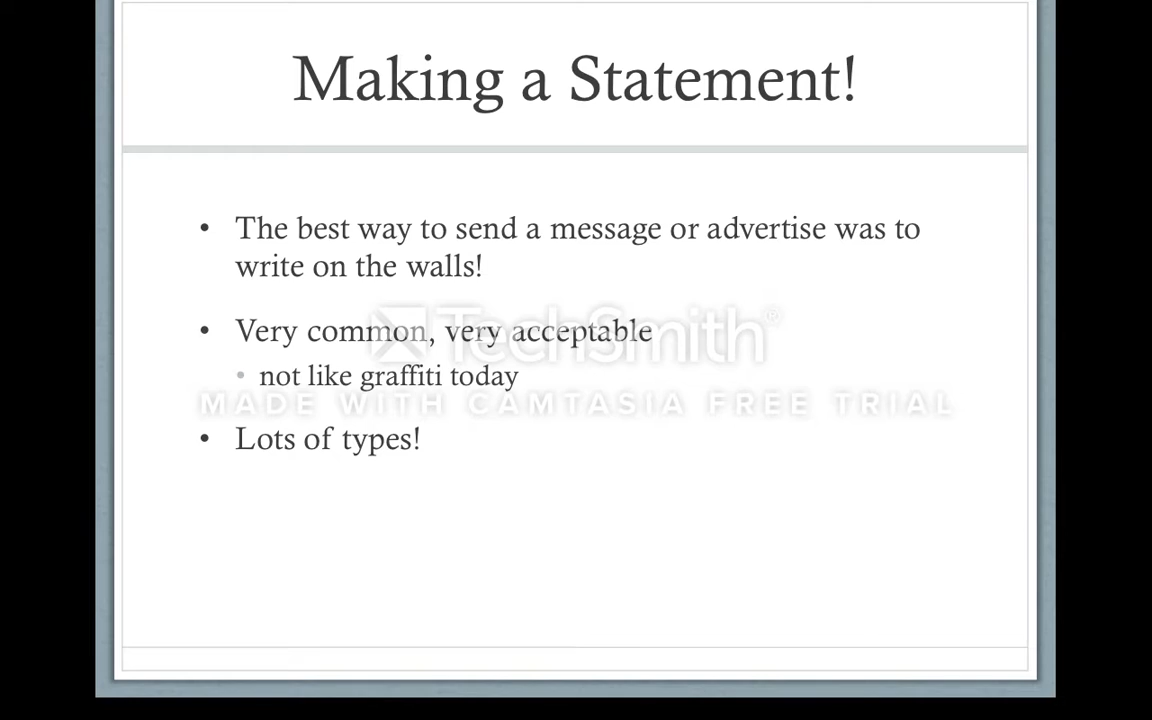 Making a Statement!
• The best way to send a message or advertise was to
write on the walls!
• Very common, very acceptable
TechSmith®
• not like graffiti today
MADE WITH CAMTASIA FREE TRIAL
• Lots of types!